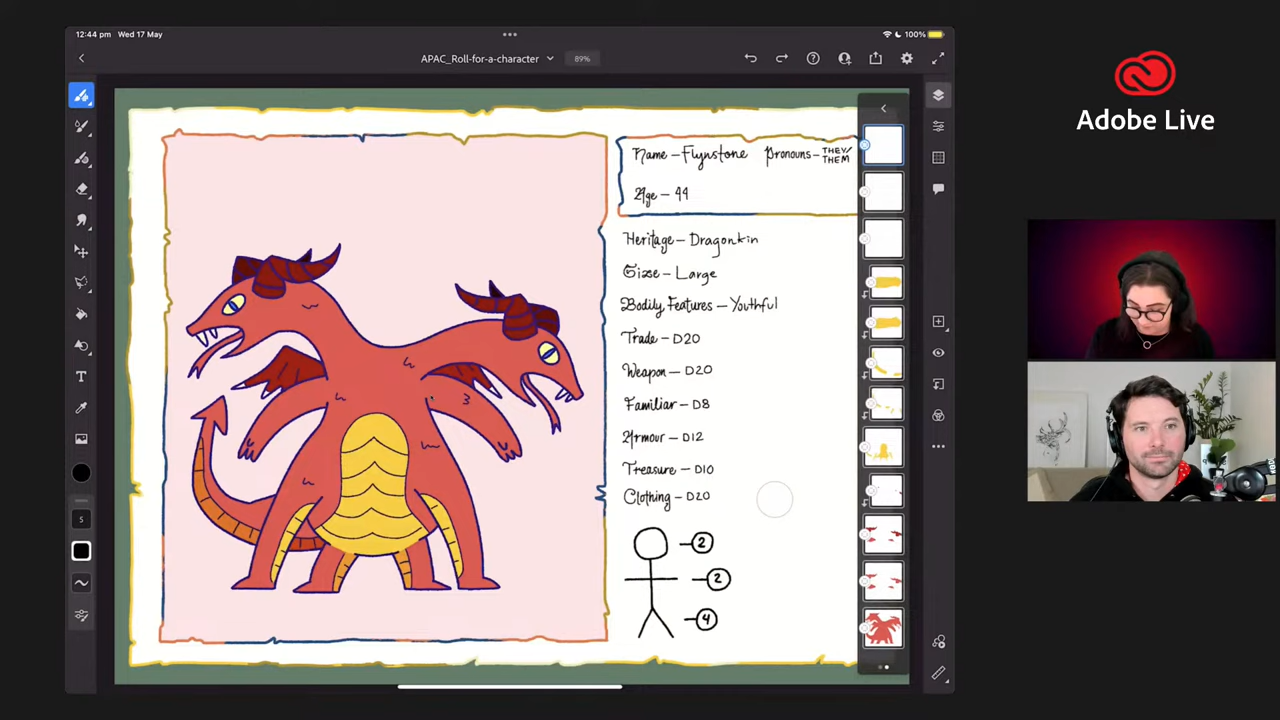 12:44 pm Wed 17 May
100%
APAC_Roll-for-a-character
89%
Adobe Live
Name – Flynstone Pronouns – THEY/
THEM
Age – 44
Heritage – Dragonkin
Size – Large
Bodily Features – Youthful
Trade – D20
Weapon – D20
Familiar – D8
Armour – D12
Treasure – D10
Clothing – D20
5
2
2
4